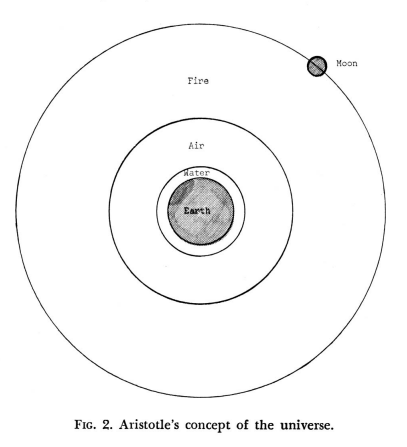 Moon
Fire
Air
Water
Earth
FIG. 2. Aristotle's concept of the universe.